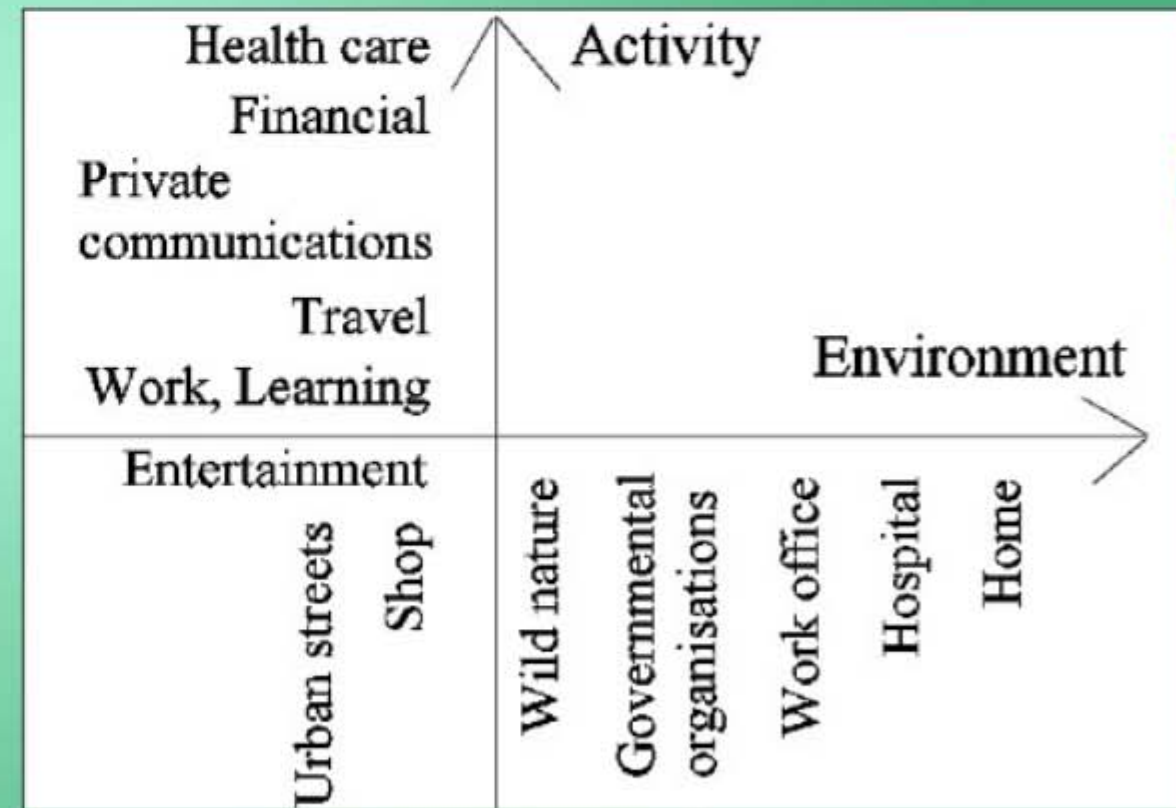 Health care
Activity
Financial
Private
communications
Travel
Environment
Work, Learning
Entertainment
Urban streets
Shop
Wild nature
Governmental
organisations
Work office
Hospital
Home